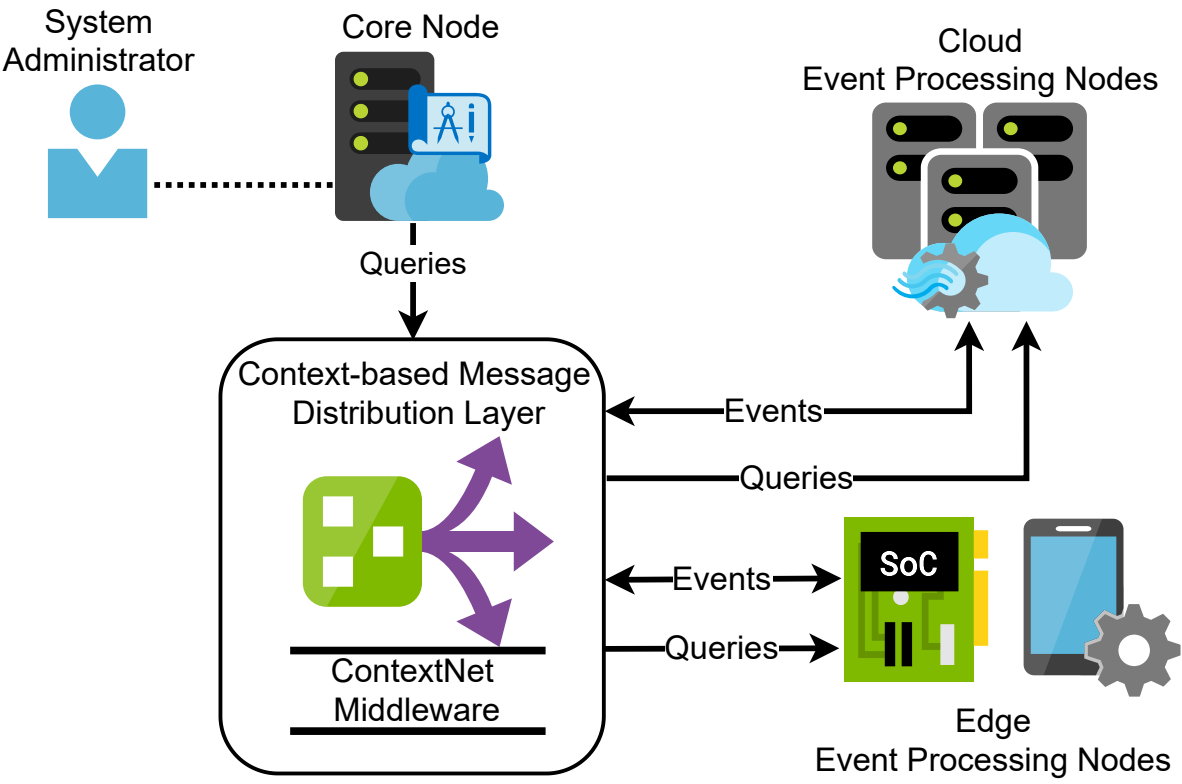 System
Administrator
Core Node
Cloud
Event Processing Nodes
Queries
Context-based Message
Distribution Layer
Events
Queries
SoC
Events
Queries
ContextNet
Middleware
Edge
Event Processing Nodes